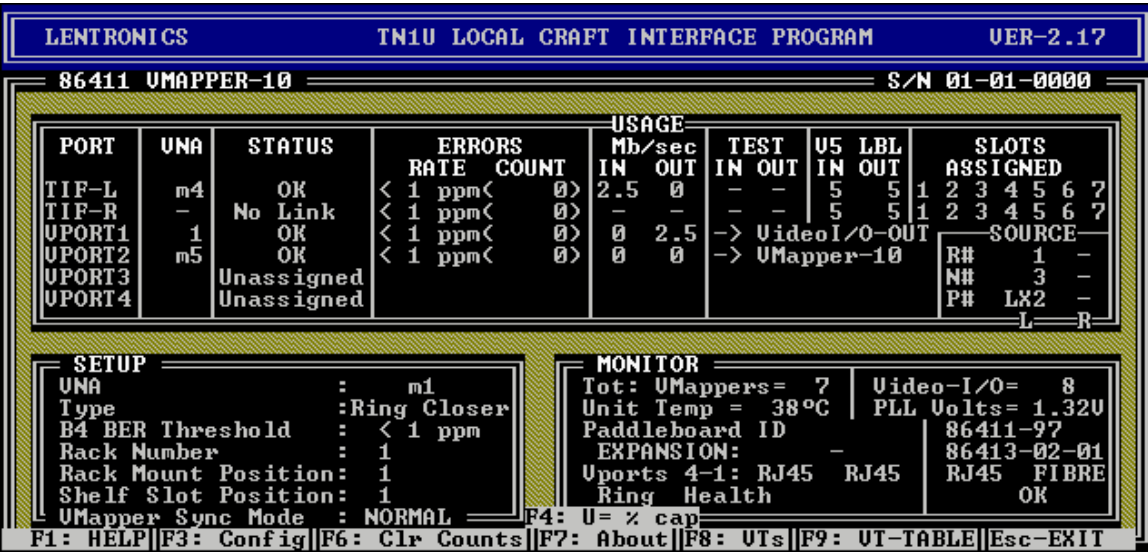 LENTRONICS TN1U LOCAL CRAFT INTERFACE PROGRAM VER-2.17
86411 VMAPPER-10 S/N 01-01-0000
USAGE
PORT VNA STATUS ERRORS Mb/sec TEST V5 LBL SLOTS
RATE COUNT IN OUT IN OUT IN OUT ASSIGNED
TIF-L m4 OK < 1 ppm( 0) 2.5 0 - - 5 5 1 2 3 4 5 6 7
TIF-R - No Link < 1 ppm( 0) - - - - 5 5 1 2 3 4 5 6 7
VPORT1 1 OK < 1 ppm( 0) 0 2.5 -> VideoI/O-OUT SOURCE
VPORT2 m5 OK < 1 ppm( 0) 0 0 -> VMapper-10 R# 1 -
VPORT3 Unassigned N# 3 -
VPORT4 Unassigned P# LX2 -
L R
SETUP
VNA : m1
Type :Ring Closer
B4 BER Threshold : < 1 ppm
Rack Number : 1
Rack Mount Position: 1
Shelf Slot Position: 1
VMapper Sync Mode : NORMAL
MONITOR
Tot: VMappers= 7 Video-I/O= 8
Unit Temp = 38ºC PLL Volts= 1.32V
Paddleboard ID 86411-97
EXPANSION: - 86413-02-01
Vports 4-1: RJ45 RJ45 RJ45 FIBRE
Ring Health OK
F4: U= % cap
F1: HELP F3: Config F6: Clr Counts F7: About F8: VTs F9: VT-TABLE Esc-EXIT